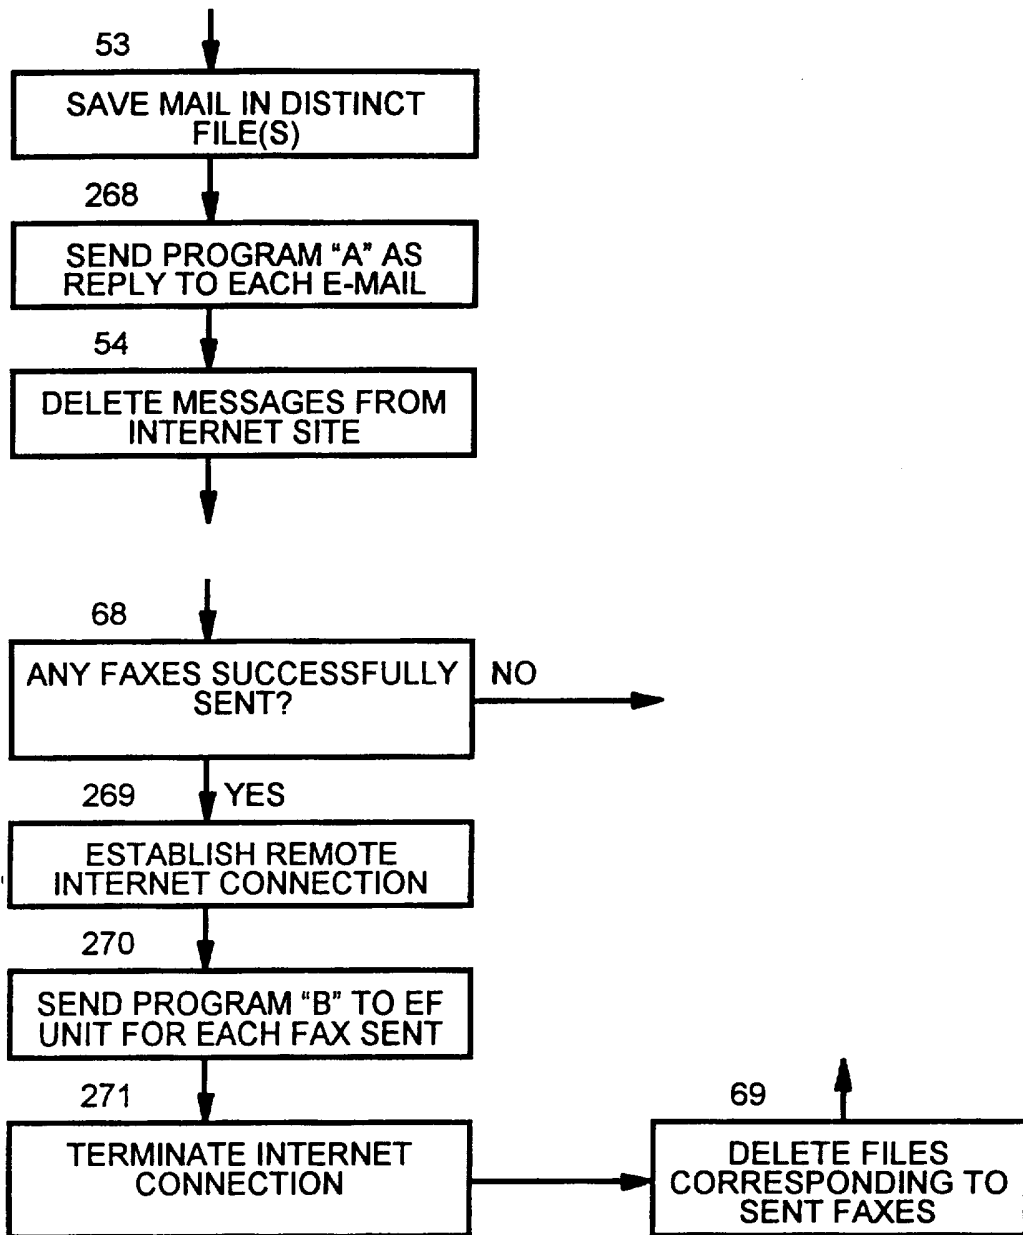 53
SAVE MAIL IN DISTINCT
FILE(S)
268
SEND PROGRAM “A” AS
REPLY TO EACH E-MAIL
54
DELETE MESSAGES FROM
INTERNET SITE
68
ANY FAXES SUCCESSFULLY
SENT?
NO
269
YES
ESTABLISH REMOTE
INTERNET CONNECTION
270
SEND PROGRAM “B” TO EF
UNIT FOR EACH FAX SENT
271
TERMINATE INTERNET
CONNECTION
69
DELETE FILES
CORRESPONDING TO
SENT FAXES